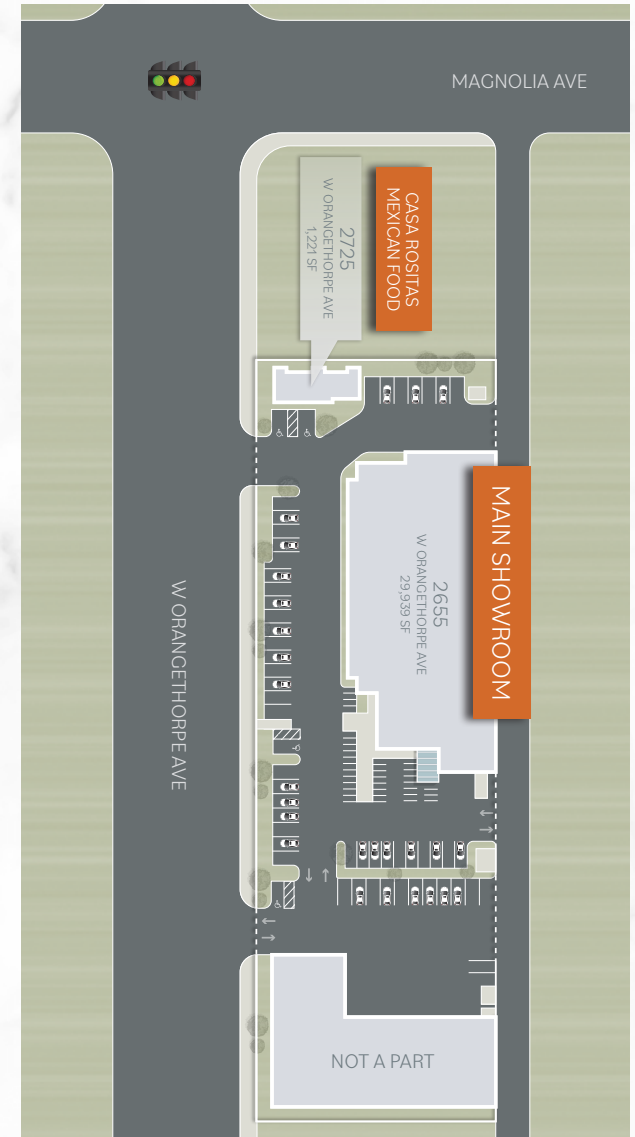 MAGNOLIA AVE
CASA ROSITAS
MEXICAN FOOD
2725
W ORANGETHORPE AVE
1,221 SF
MAIN SHOWROOM
2655
W ORANGETHORPE AVE
29,939 SF
W ORANGETHORPE AVE
NOT A PART